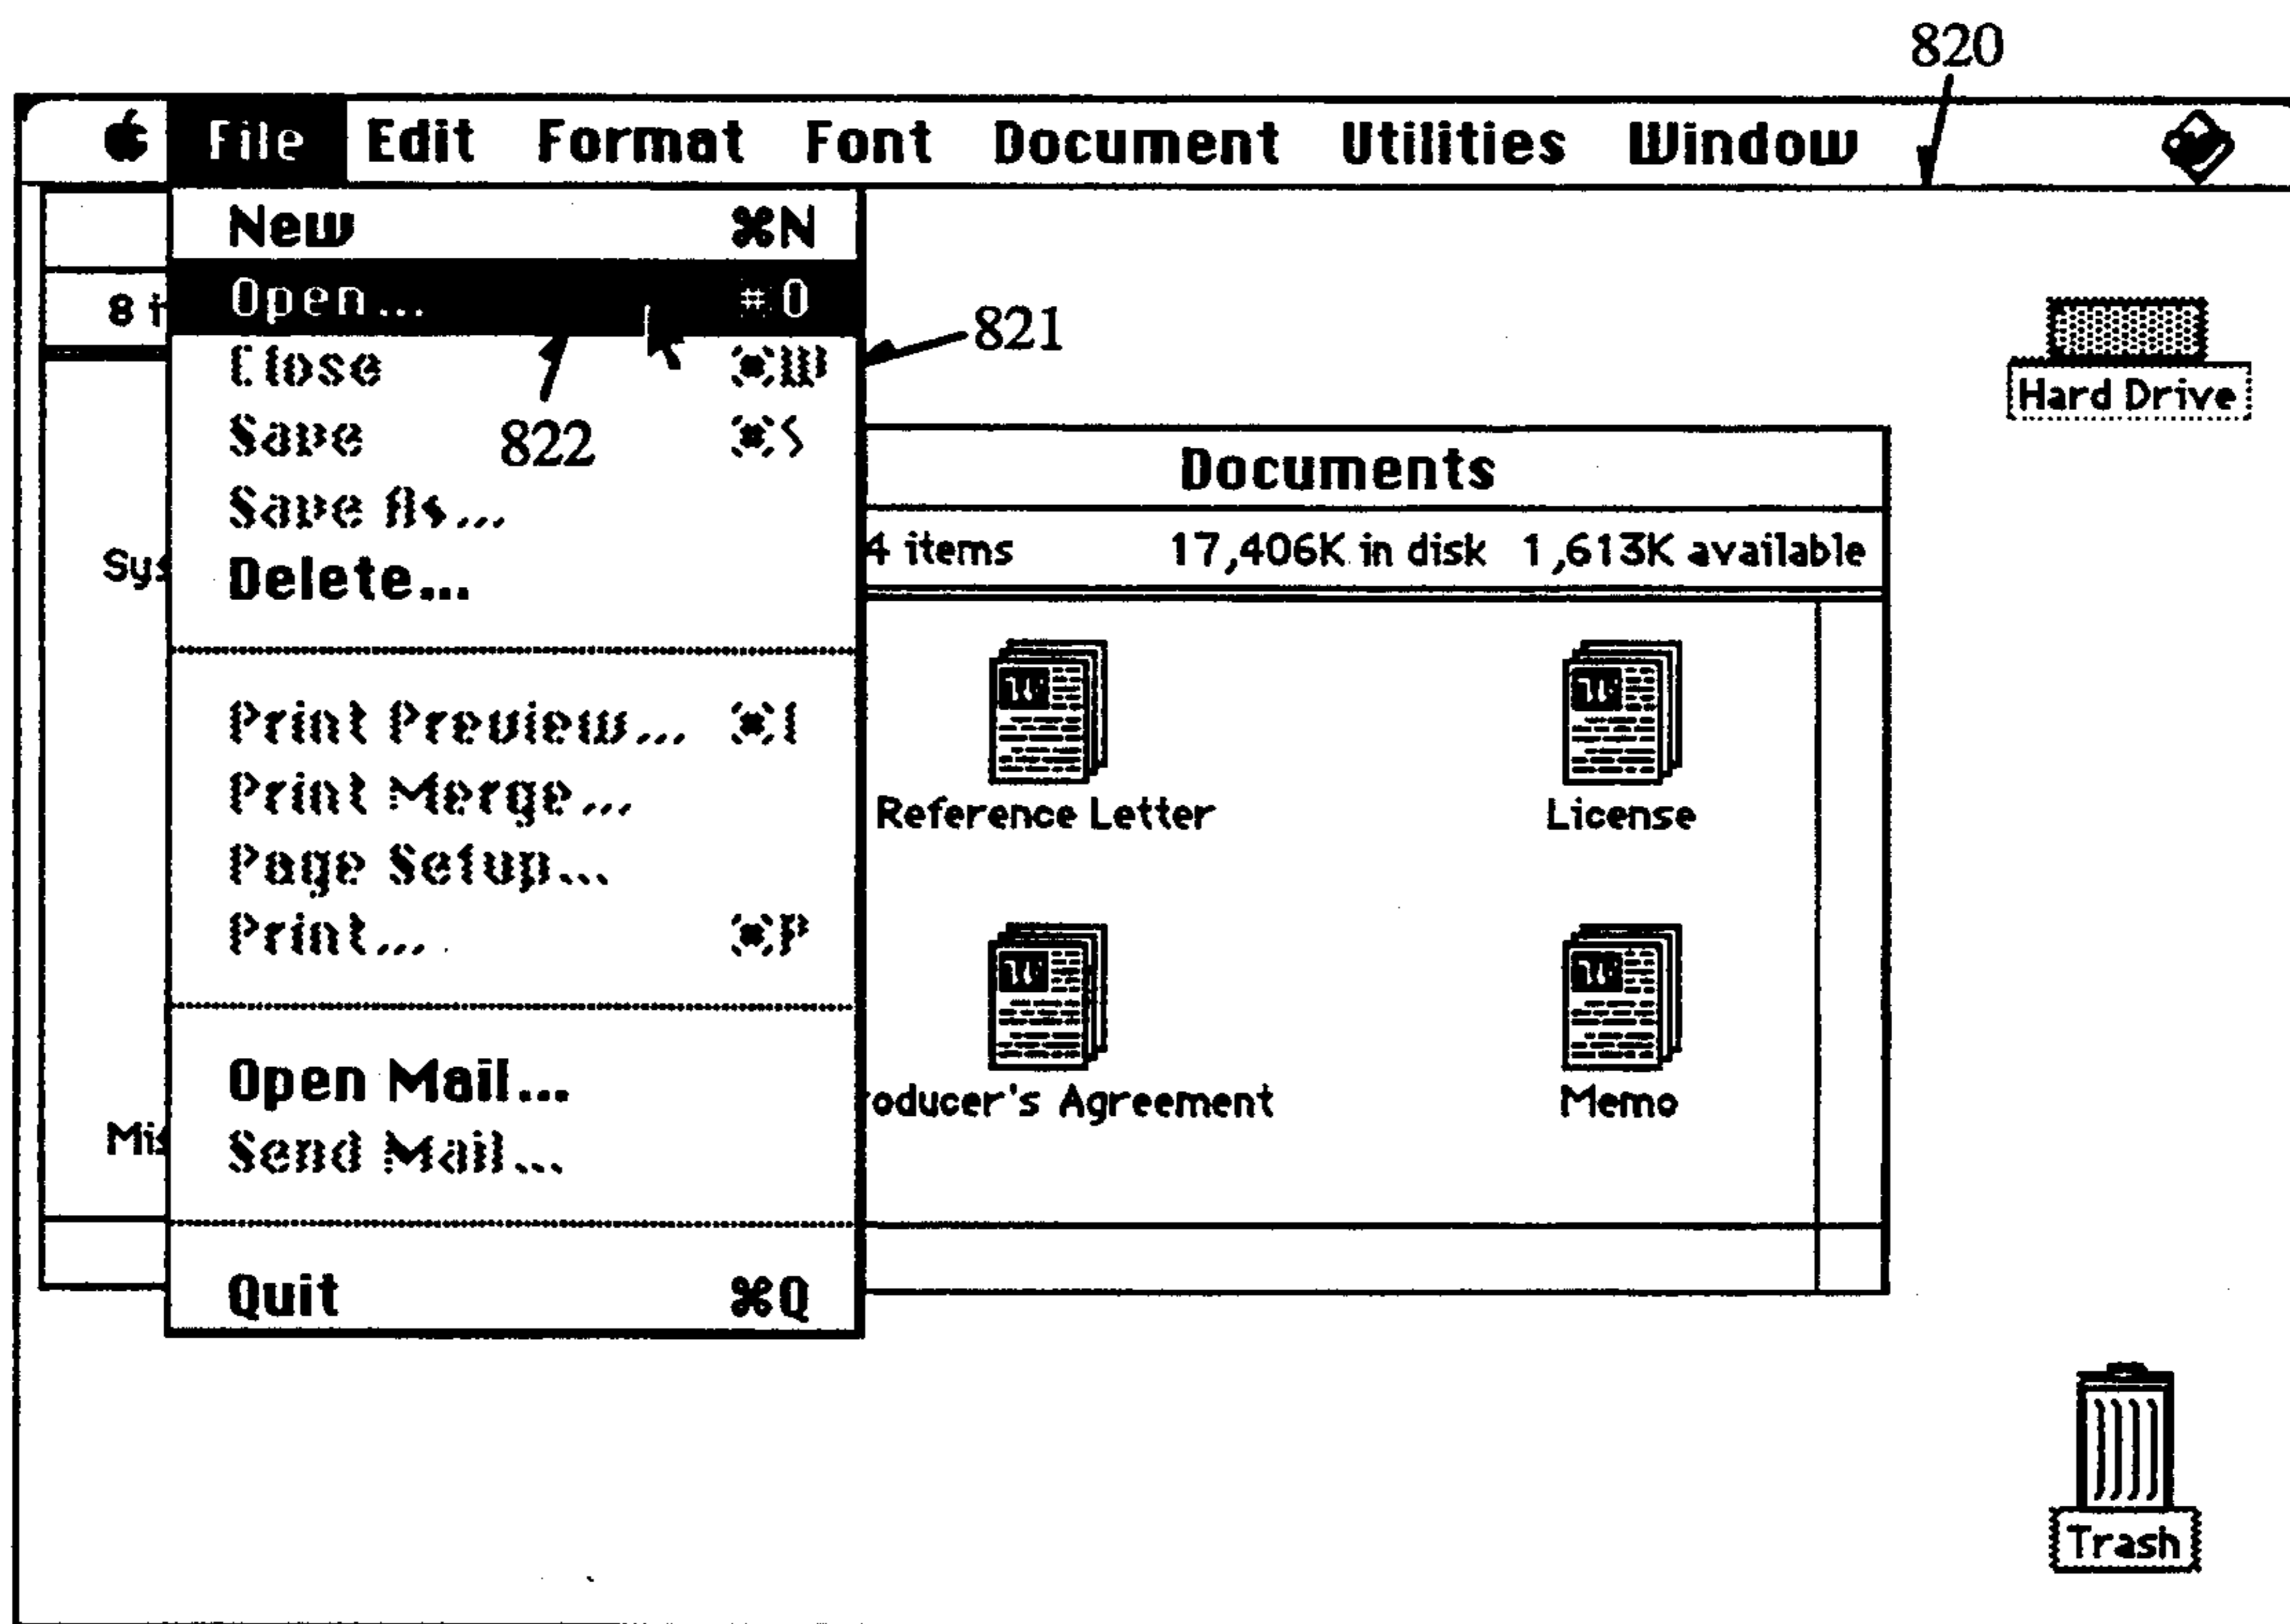 820
File Edit Format Font Document Utilities Window
New ⌘N
Open... ⌘O
821
Close ⌘W
822
Save ⌘S
Save As...
Delete...
Print Preview... ⌘I
Print Merge...
Page Setup...
Print... ⌘P
Open Mail...
Send Mail...
Quit ⌘Q
8
Hard Drive
Documents
4 items 17,406K in disk 1,613K available
Reference Letter License
oducer's Agreement Memo
Trash